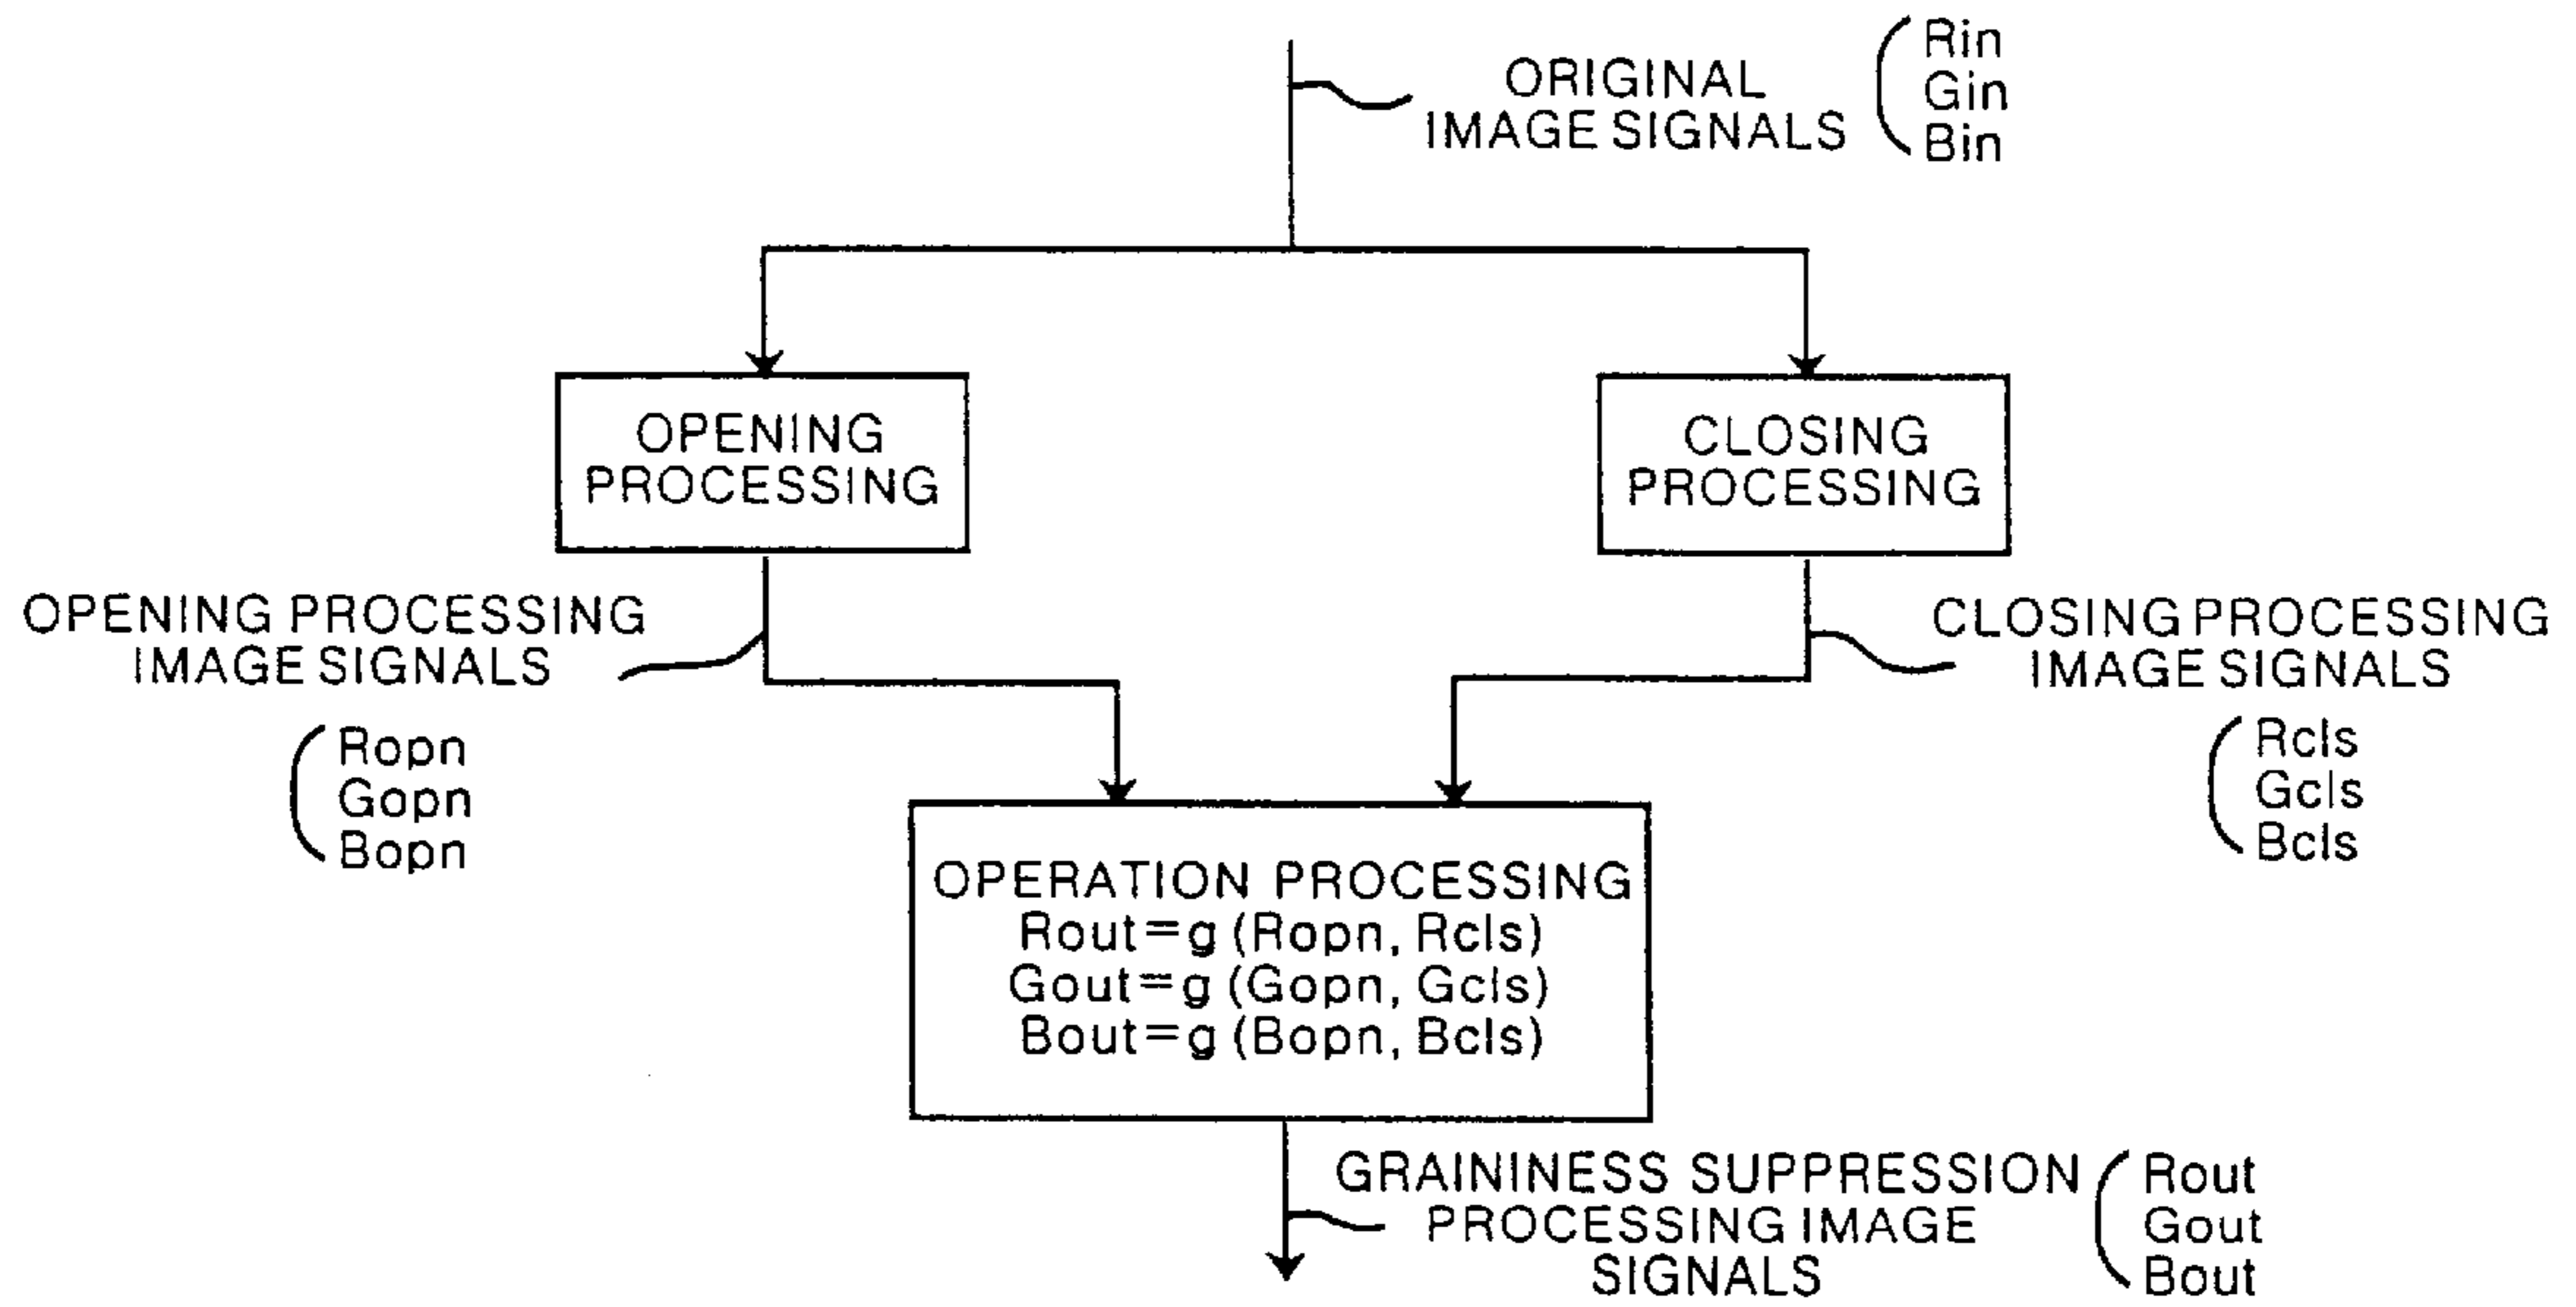 ORIGINAL
IMAGE SIGNALS
Rin
Gin
Bin
OPENING
PROCESSING
CLOSING
PROCESSING
OPENING PROCESSING
IMAGE SIGNALS
Ropn
Gopn
Bopn
CLOSING PROCESSING
IMAGE SIGNALS
Rcls
Gcls
Bcls
OPERATION PROCESSING
Rout=g (Ropn, Rcls)
Gout=g (Gopn, Gcls)
Bout=g (Bopn, Bcls)
GRAININESS SUPPRESSION
PROCESSING IMAGE
SIGNALS
Rout
Gout
Bout